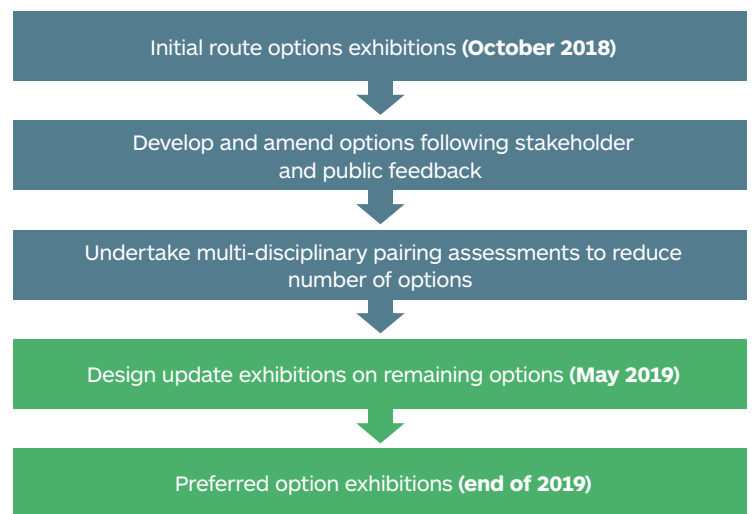 Initial route options exhibitions (October 2018)
Develop and amend options following stakeholder
and public feedback
Undertake multi-disciplinary pairing assessments to reduce
number of options
Design update exhibitions on remaining options (May 2019)
Preferred option exhibitions (end of 2019)